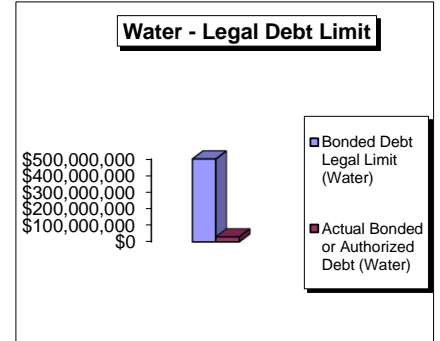 Water - Legal Debt Limit
$500,000,000
$400,000,000
$300,000,000
$200,000,000
$100,000,000
$0
Bonded Debt
Legal Limit
(Water)
Actual Bonded
or Authorized
Debt (Water)